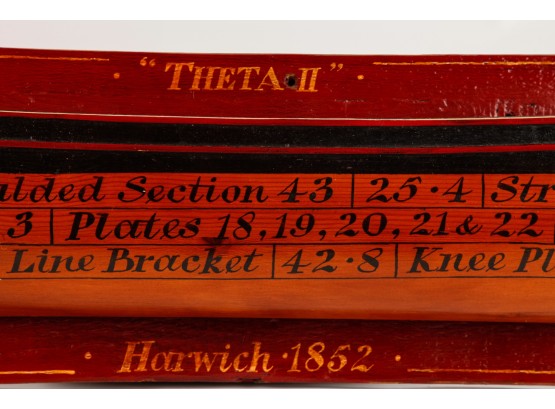 "THETA II"
ulded Section 43 | 25·4 | Str
3 | Plates 18, 19, 20, 21 & 22
Line Bracket | 42·8 | Knee Pl
Harwich · 1852 ·